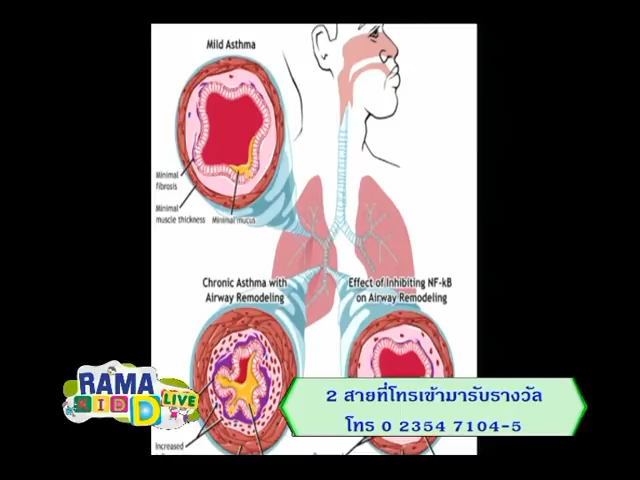 Mild Asthma
Minimal
fibrosis
Minimal
muscle thickness
Minimal mucus
Chronic Asthma with
Airway Remodeling
Effect of Inhibiting NF-kB
on Airway Remodeling
Increased
RAMA
KIDD
LIVE
2 สายที่โทรเข้ามารับรางวัล
โทร 0 2354 7104-5